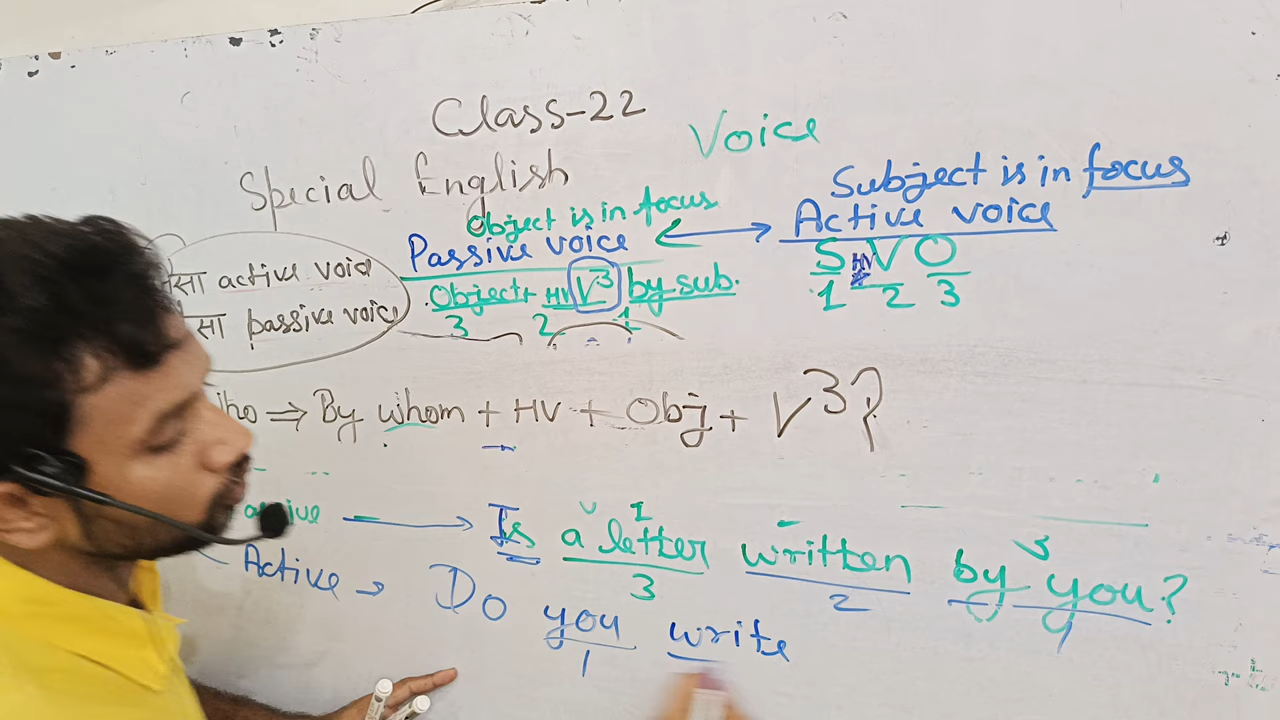 Class-22
Voice
Special English
Subject is in focus
Object is in focus
Passive voice ⟷ Active voice
S HV V O
1 2 3
active voice
passive voice
Object + HV V³ by sub.
3 2 1
⇒ By whom + HV + Obj + V³?
→ Is a letter written by you?
3 2 1
Active → Do you write
1